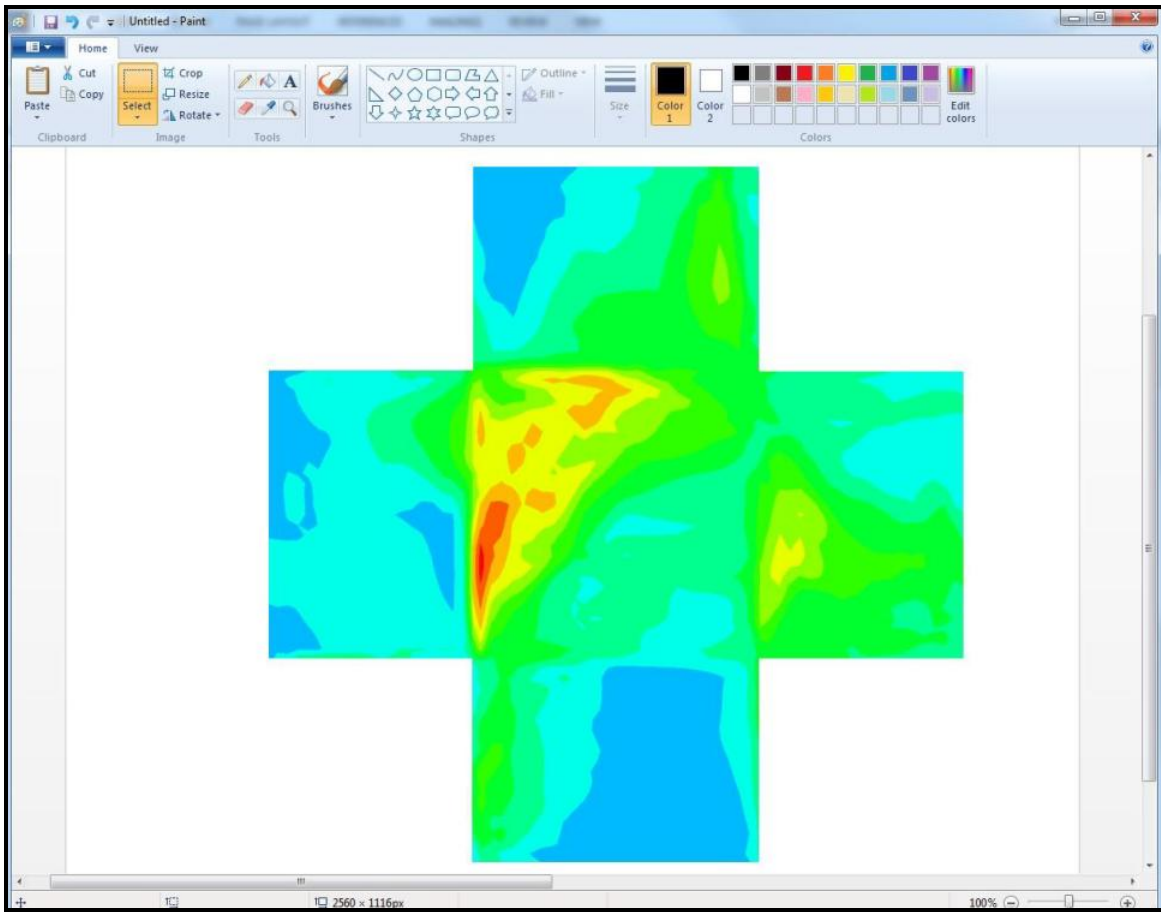 Untitled - Paint
Home View
Paste
Cut
Copy
Clipboard
Select
Crop
Resize
Rotate
Image
A
Tools
Brushes
Shapes
Outline
Fill
Size
Color
1
Color
2
Edit
colors
Colors
2560 × 1116px
100%